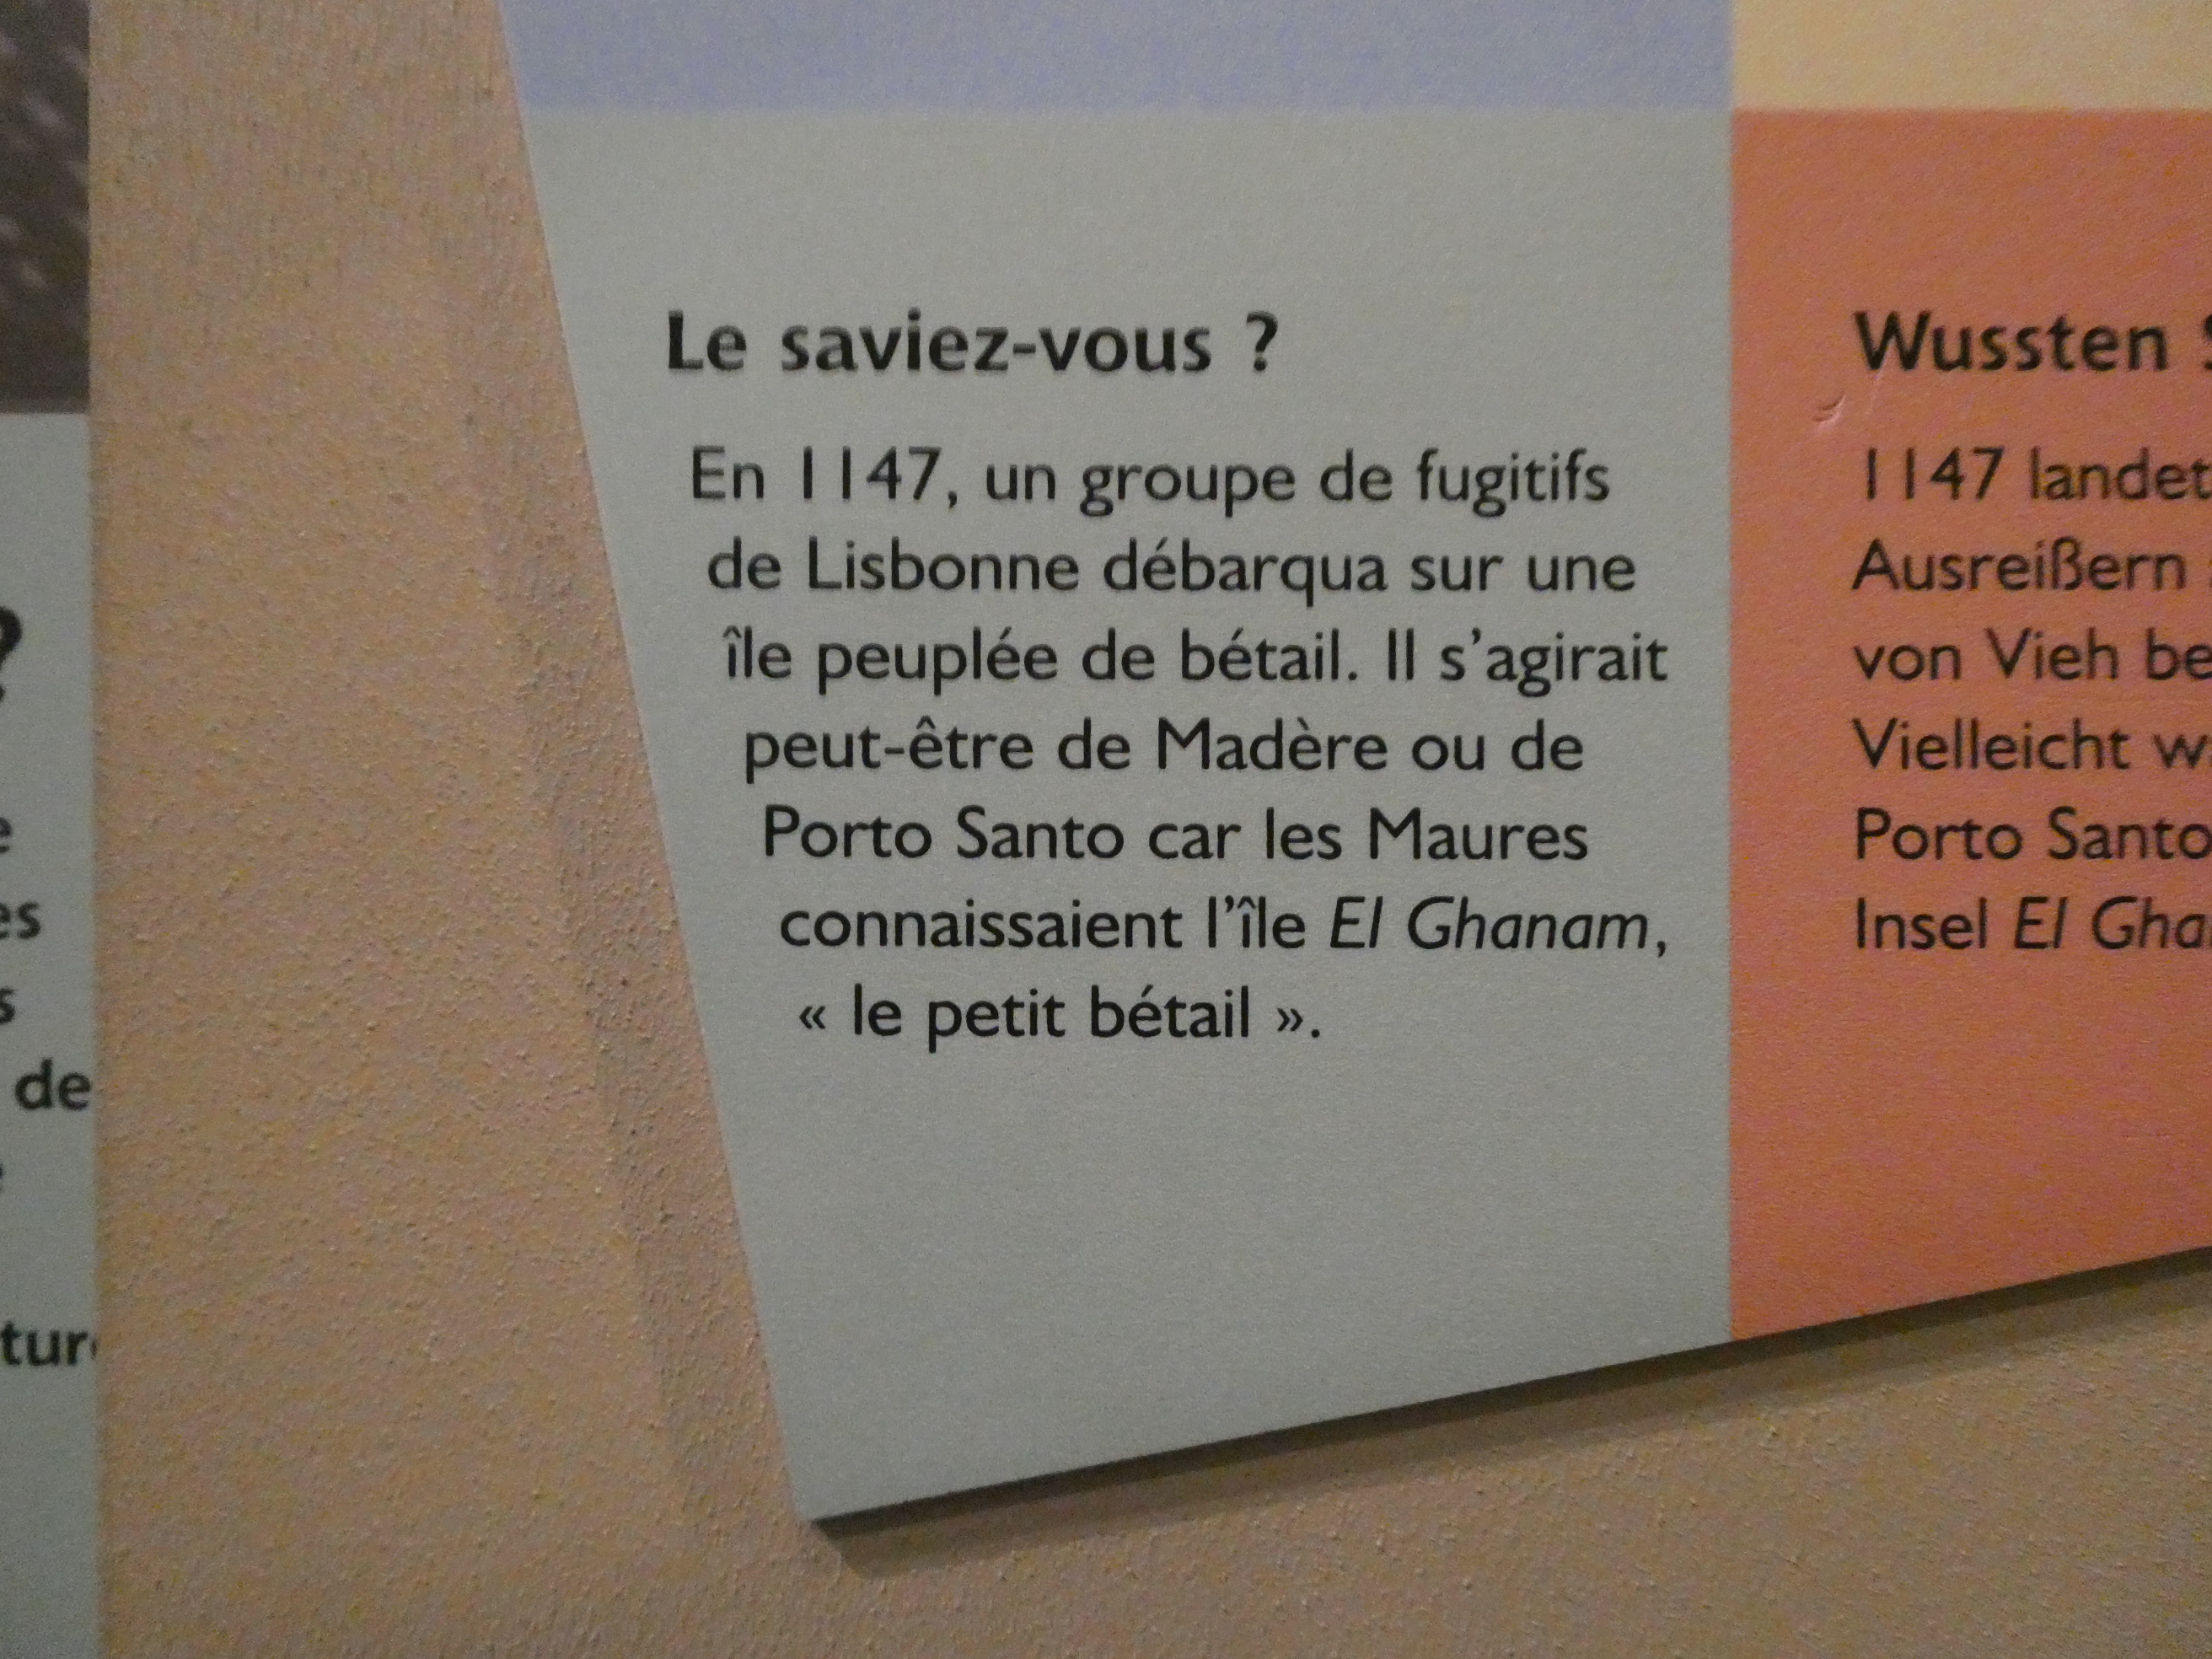 ?
es
s
de
Le saviez-vous ?
En 1147, un groupe de fugitifs
de Lisbonne débarqua sur une
île peuplée de bétail. Il s’agirait
peut-être de Madère ou de
Porto Santo car les Maures
connaissaient l’île El Ghanam,
« le petit bétail ».
Wussten
1147
Ausreißern
von Vieh
Vielleicht
Porto Santo
Insel El